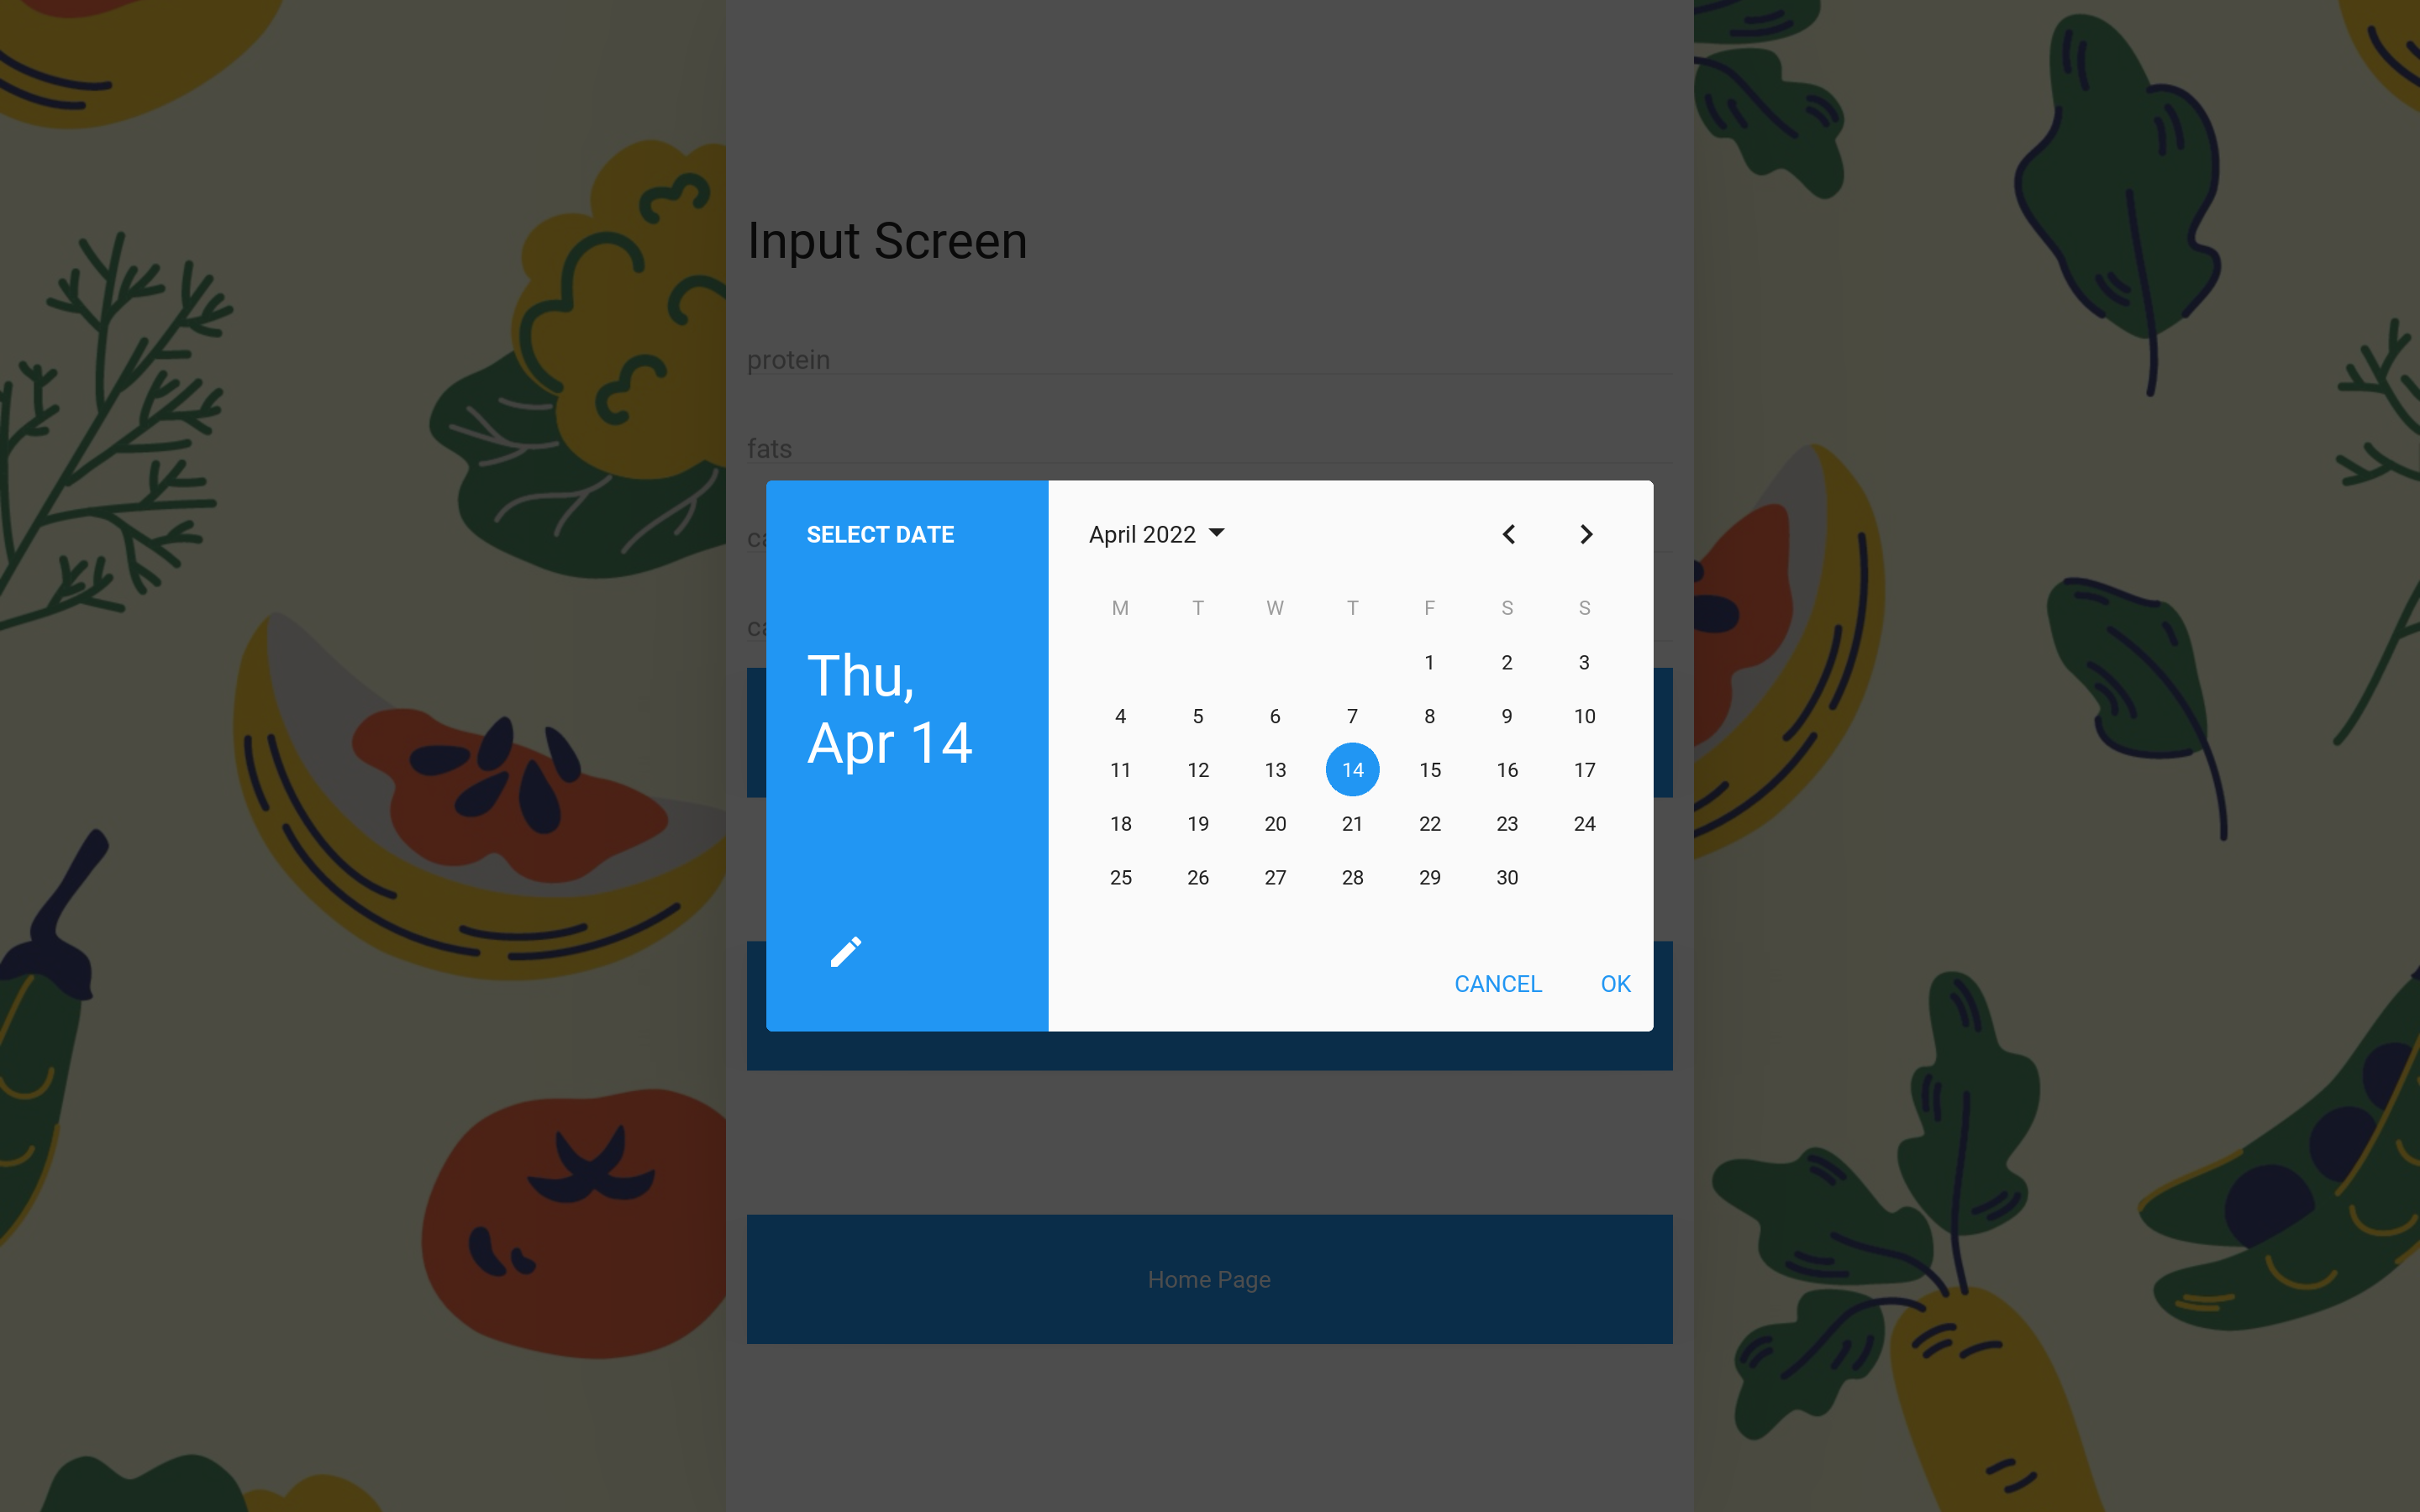 Input Screen
protein
fats
ca
ca
SELECT DATE
Thu,
Apr 14
April 2022
M T W T F S S
1 2 3
4 5 6 7 8 9 10
11 12 13 14 15 16 17
18 19 20 21 22 23 24
25 26 27 28 29 30
CANCEL OK
Home Page